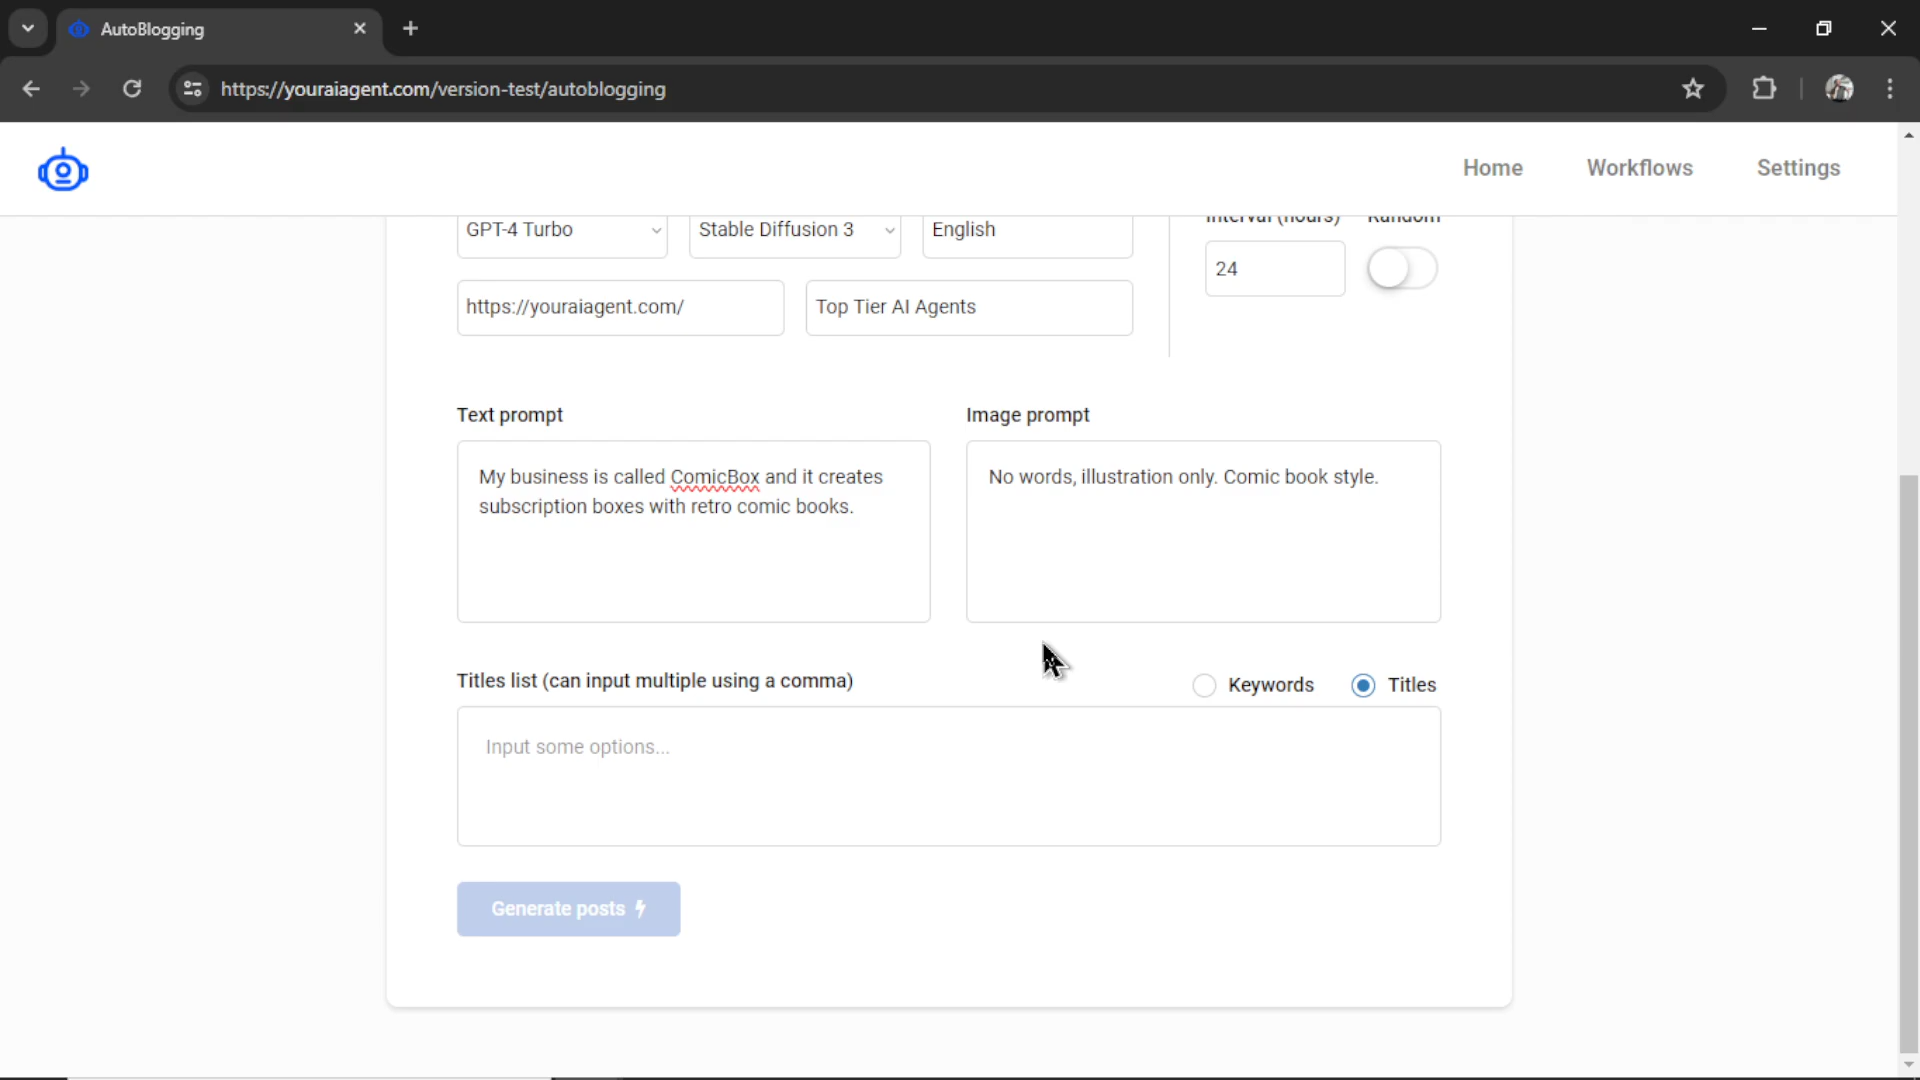 AutoBlogging
https://youraiagent.com/version-test/autoblogging
Home Workflows Settings
Interval (hours) Random
GPT-4 Turbo Stable Diffusion 3 English
24
https://youraiagent.com/ Top Tier AI Agents
Text prompt Image prompt
My business is called ComicBox and it creates
subscription boxes with retro comic books.
No words, illustration only. Comic book style.
Titles list (can input multiple using a comma) Keywords Titles
Input some options...
Generate posts